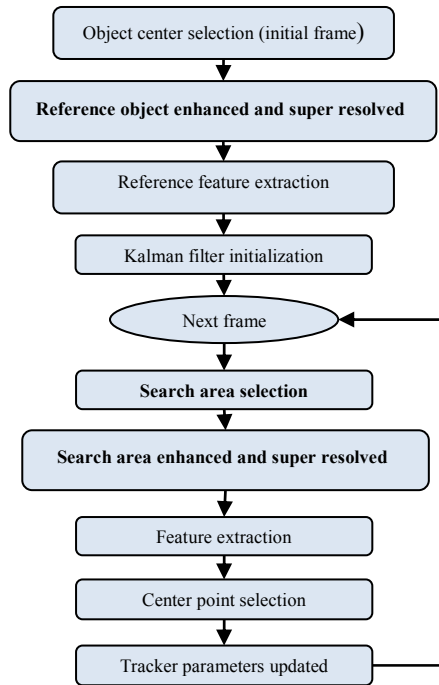 Object center selection (initial frame)
Reference object enhanced and super resolved
Reference feature extraction
Kalman filter initialization
Next frame
Search area selection
Search area enhanced and super resolved
Feature extraction
Center point selection
Tracker parameters updated